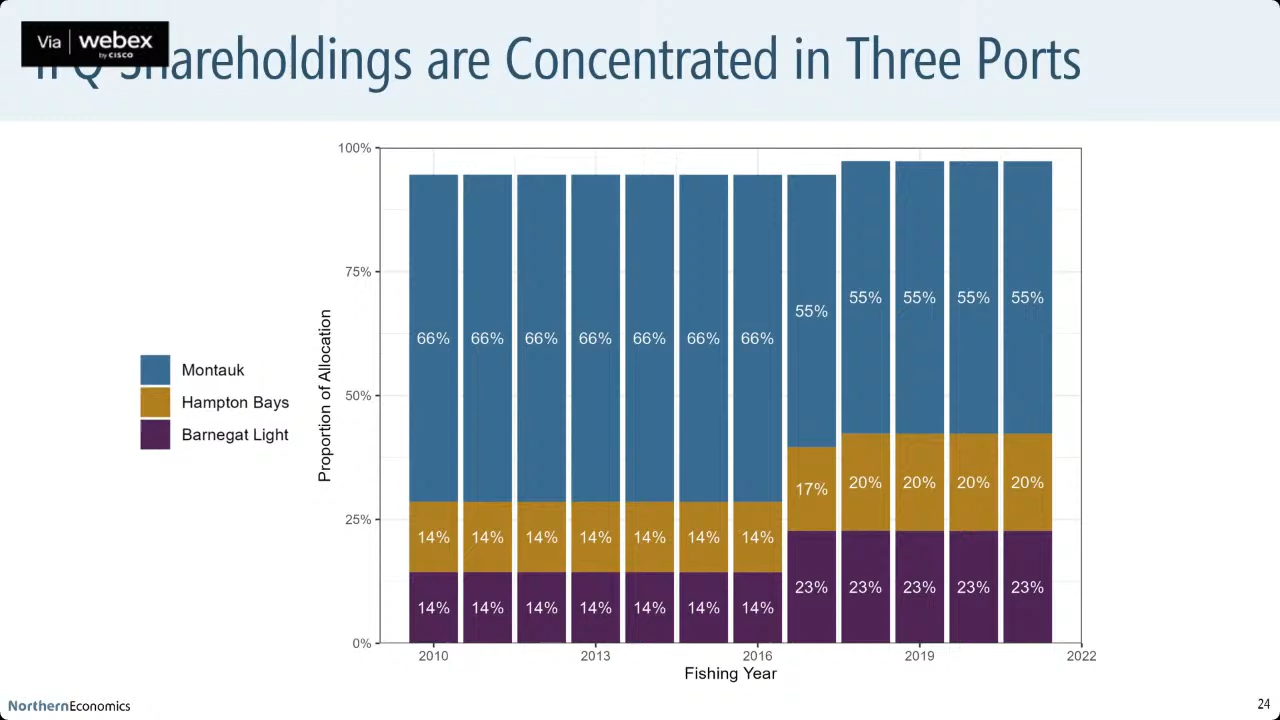 Via webex
by CISCO
Shareholdings are Concentrated in Three Ports
100%
75%
50%
25%
0%
Proportion of Allocation
Montauk
Hampton Bays
Barnegat Light
66% 66% 66% 66% 66% 66% 66% 55% 55% 55% 55% 55%
14% 14% 14% 14% 14% 14% 14% 17% 20% 20% 20% 20%
14% 14% 14% 14% 14% 14% 14% 23% 23% 23% 23% 23%
2010 2013 2016 2019 2022
Fishing Year
NorthernEconomics
24